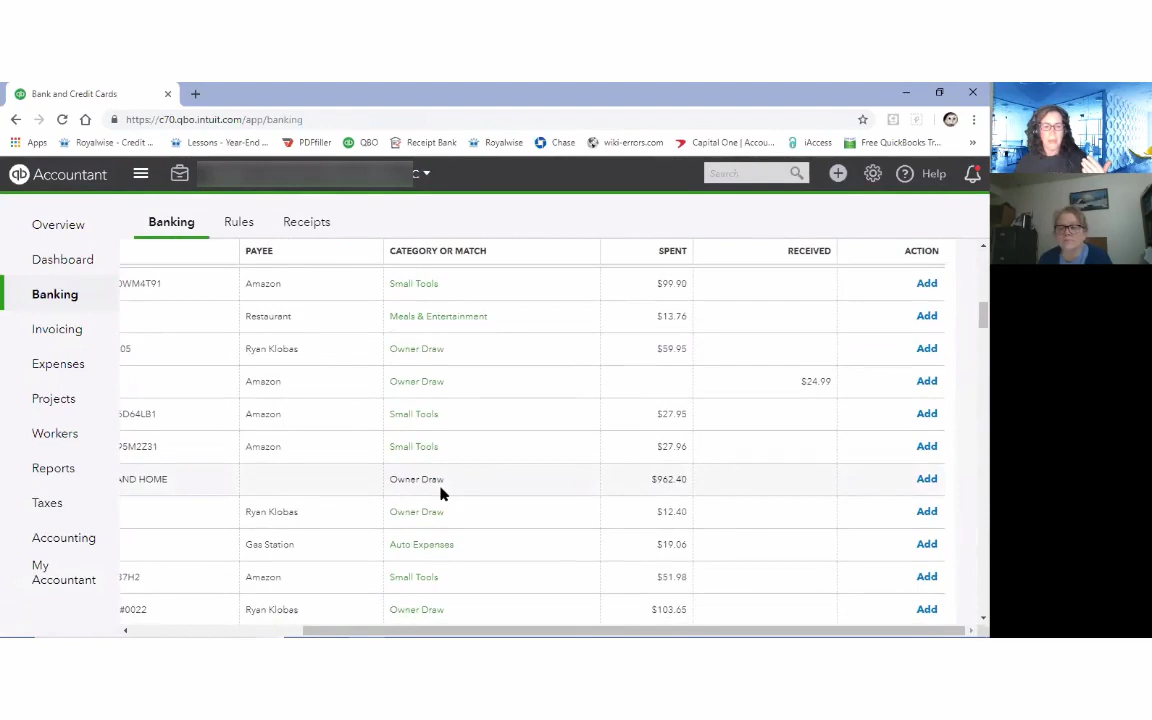 Bank and Credit Cards
https://c70.qbo.intuit.com/app/banking
Apps Royalwise - Credit ... Lessons - Year-End ... PDFfiller QBO Receipt Bank Royalwise Chase wiki-errors.com Capital One | Accou... iAccess Free QuickBooks Tr... »
qb Accountant C Search Help
Overview
Dashboard
Banking
Invoicing
Expenses
Projects
Workers
Reports
Taxes
Accounting
My
Accountant
Banking Rules Receipts
PAYEE CATEGORY OR MATCH SPENT RECEIVED ACTION
0WM4T91 Amazon Small Tools $99.90 Add
Restaurant Meals & Entertainment $13.76 Add
05 Ryan Klobas Owner Draw $59.95 Add
Amazon Owner Draw $24.99 Add
6D64LB1 Amazon Small Tools $27.95 Add
95M2Z31 Amazon Small Tools $27.96 Add
AND HOME Owner Draw $962.40 Add
Ryan Klobas Owner Draw $12.40 Add
Gas Station Auto Expenses $19.06 Add
37H2 Amazon Small Tools $51.98 Add
#0022 Ryan Klobas Owner Draw $103.65 Add